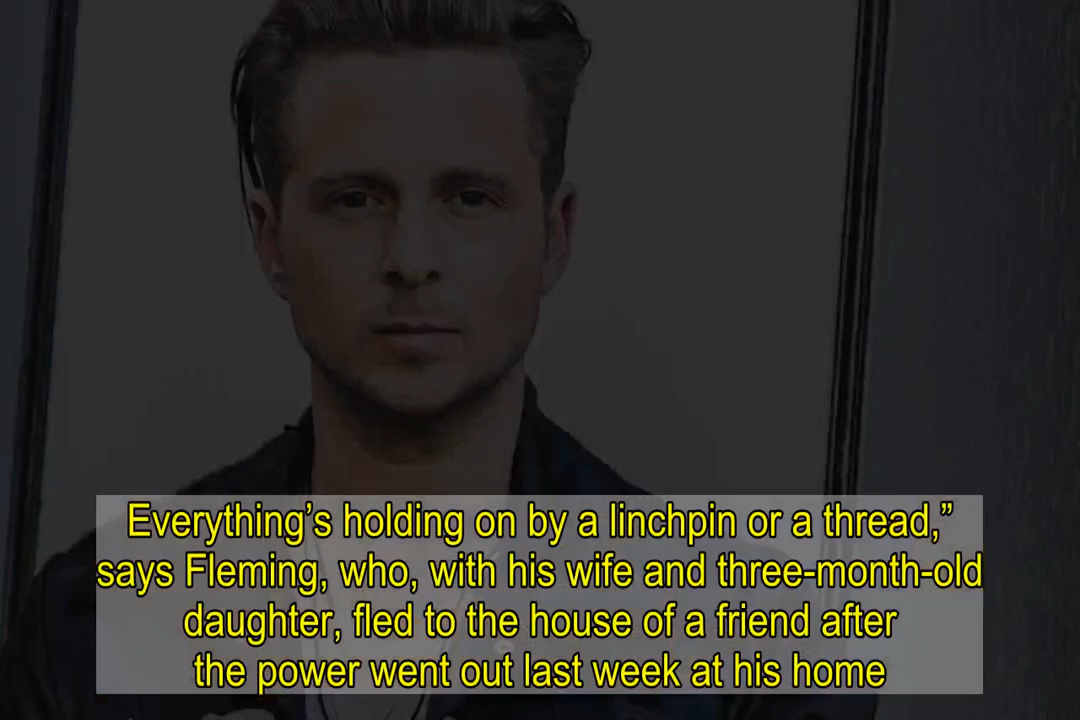 Everything’s holding on by a linchpin or a thread,”
says Fleming, who, with his wife and three-month-old
daughter, fled to the house of a friend after
the power went out last week at his home